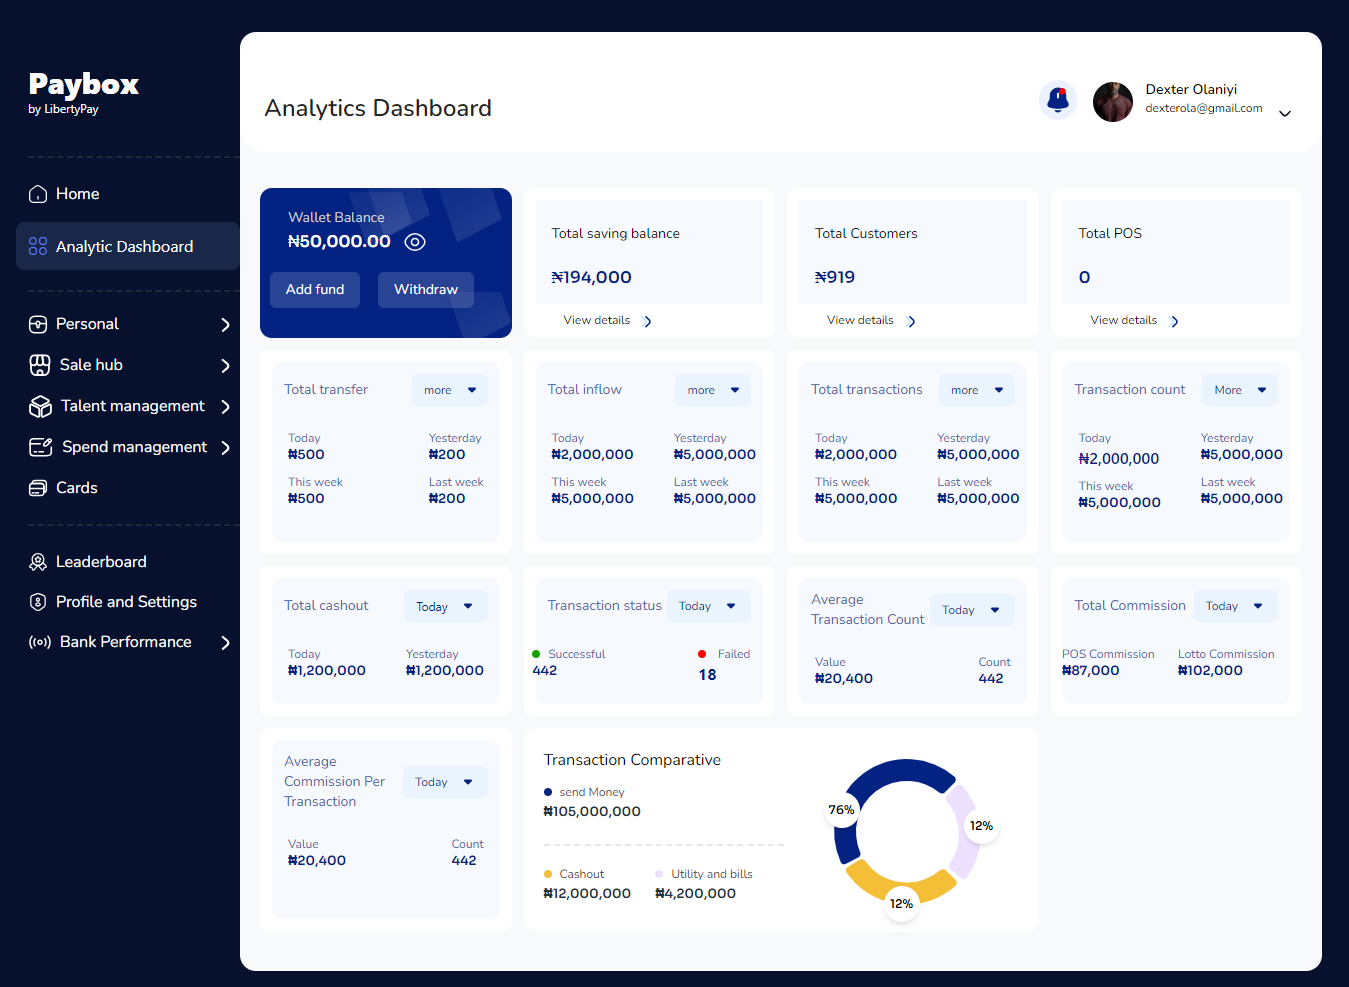 Paybox
by LibertyPay
Home
Analytic Dashboard
Personal
Sale hub
Talent management
Spend management
Cards
Leaderboard
Profile and Settings
Bank Performance
Analytics Dashboard
Dexter Olaniyi
dexterola@gmail.com
Wallet Balance
₦50,000.00
Add fund
Withdraw
Total saving balance
₦194,000
View details
Total Customers
₦919
View details
Total POS
0
View details
Total transfer
more
Today
Yesterday
₦500
₦200
This week
Last week
₦500
₦200
Total inflow
more
Today
Yesterday
₦2,000,000
₦5,000,000
This week
Last week
₦5,000,000
₦5,000,000
Total transactions
more
Today
Yesterday
₦2,000,000
₦5,000,000
This week
Last week
₦5,000,000
₦5,000,000
Transaction count
More
Today
Yesterday
₦2,000,000
₦5,000,000
This week
Last week
₦5,000,000
₦5,000,000
Total cashout
Today
Today
Yesterday
₦1,200,000
₦1,200,000
Transaction status
Today
Successful
Failed
442
18
Average
Transaction Count
Today
Value
Count
₦20,400
442
Total Commission
Today
POS Commission
Lotto Commission
₦87,000
₦102,000
Average
Commission Per
Transaction
Today
Value
Count
₦20,400
442
Transaction Comparative
send Money
₦105,000,000
Cashout
Utility and bills
₦12,000,000
₦4,200,000
76%
12%
12%